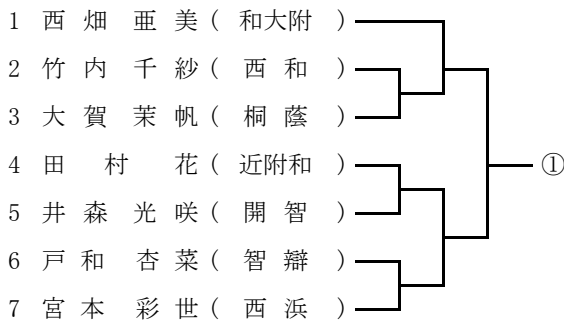 1 西 畑 亜 美 ( 和大附 )
2 竹 内 千 紗 ( 西 和 )
3 大 賀 茉 帆 ( 桐 蔭 )
4 田 村 花 ( 近附和 )
①
5 井 森 光 咲 ( 開 智 )
6 戸 和 杏 菜 ( 智 辯 )
7 宮 本 彩 世 ( 西 浜 )